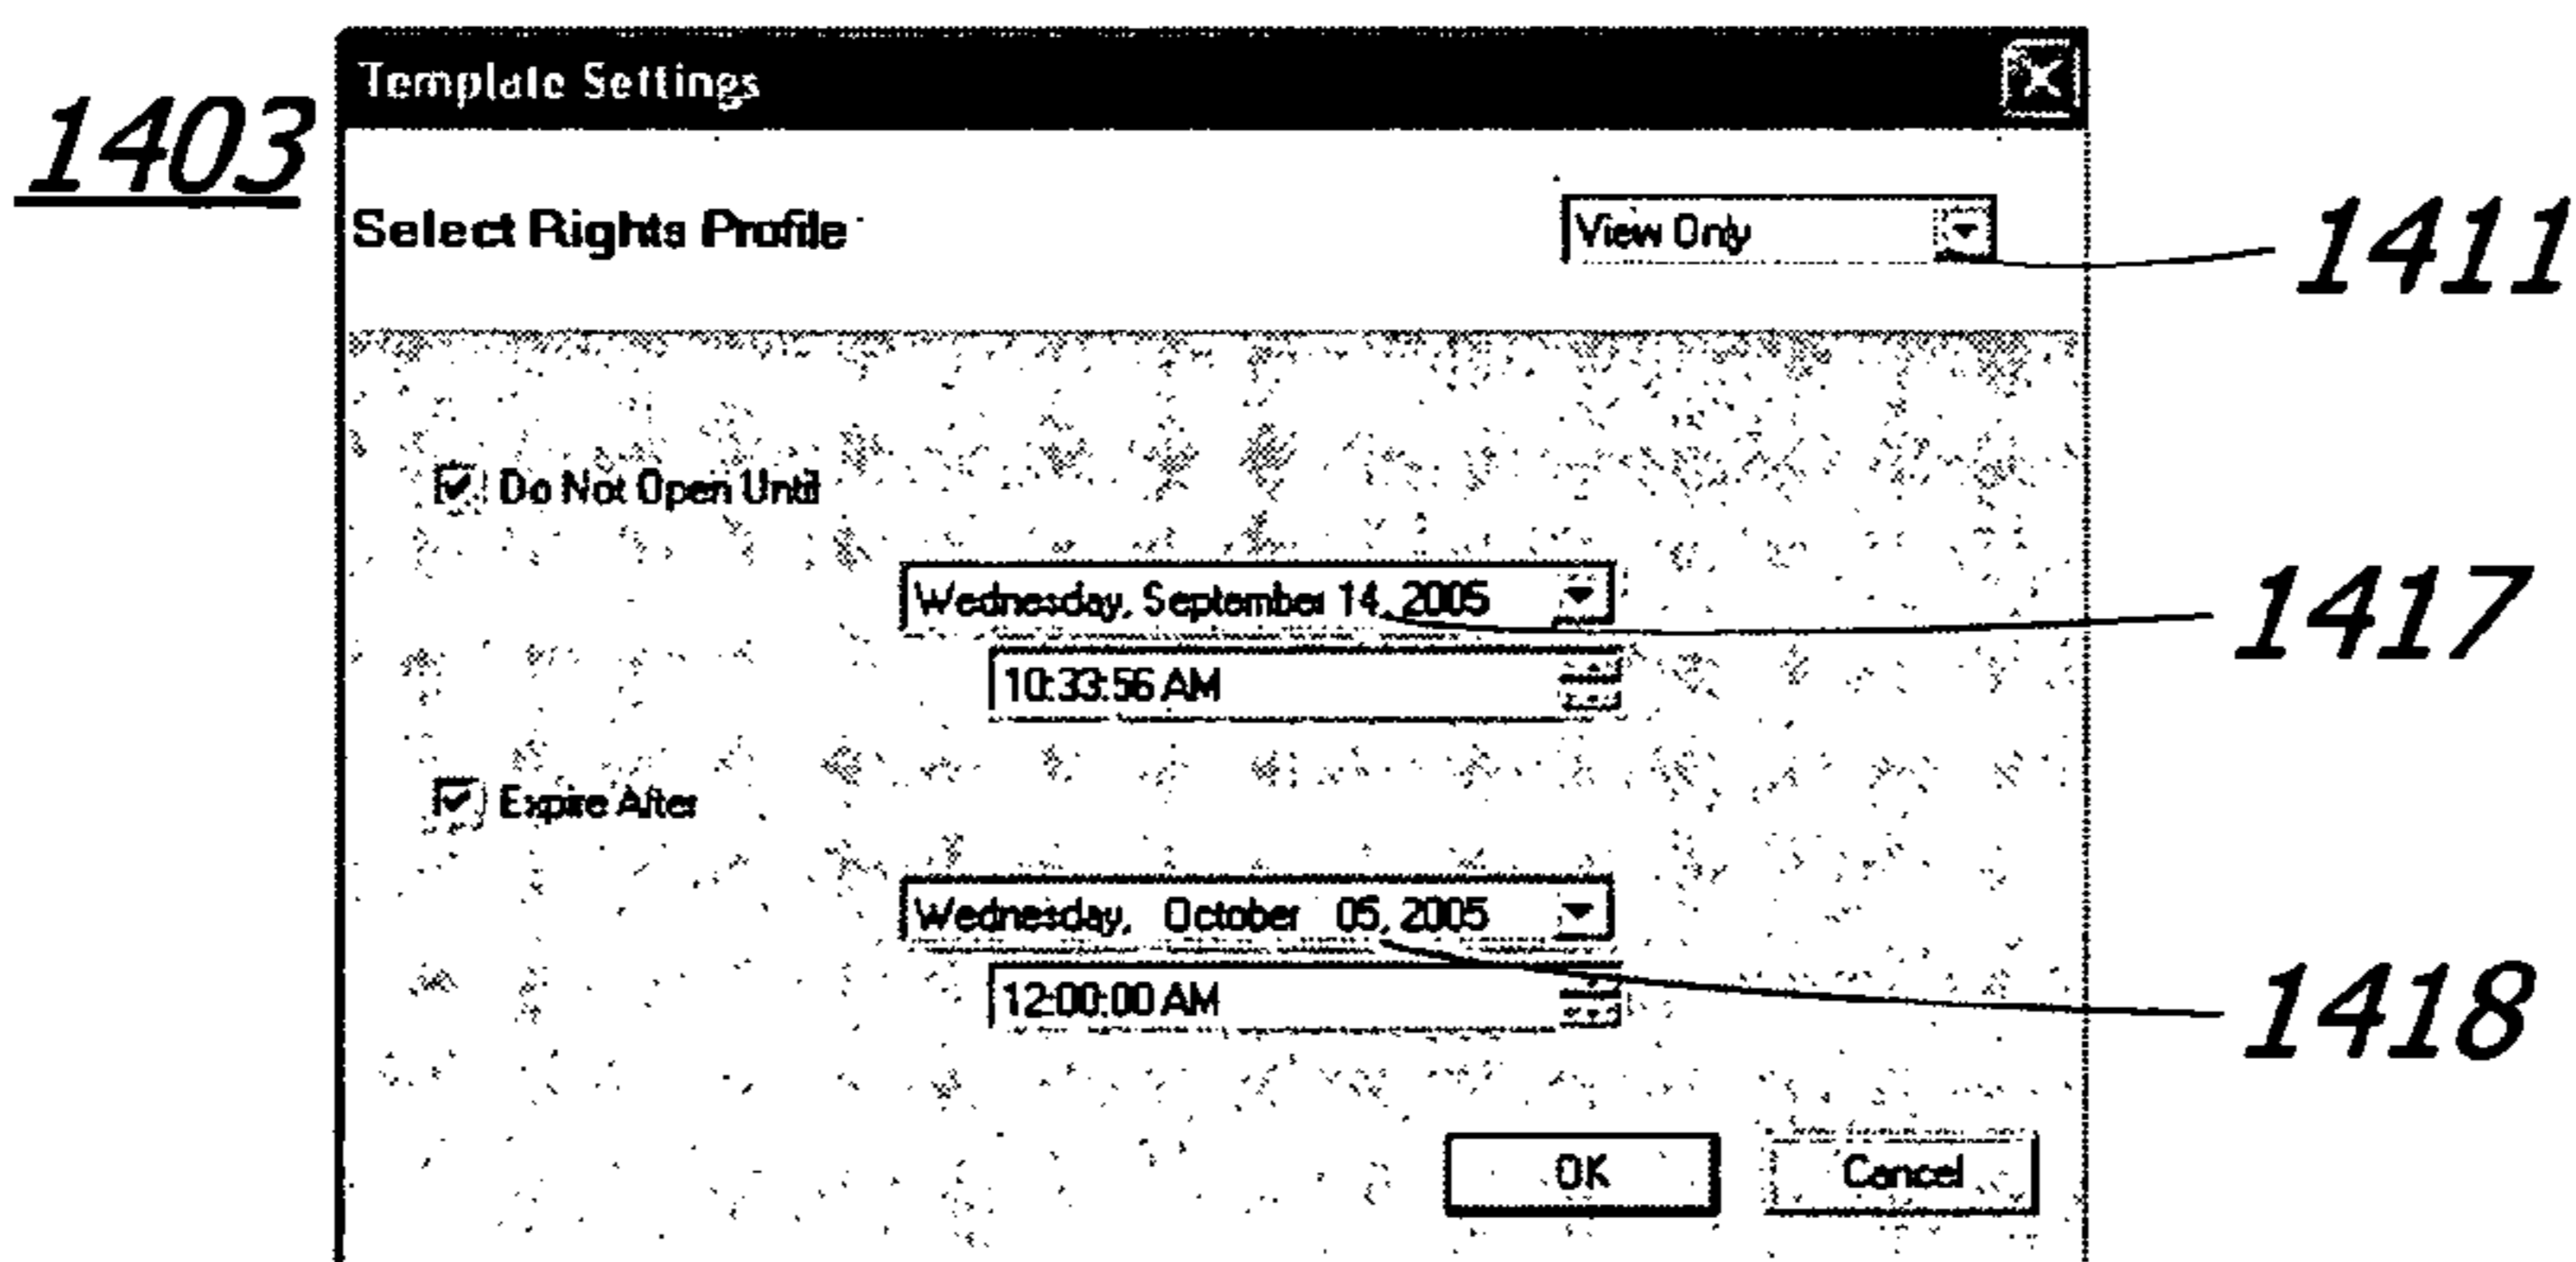 Template Settings
1403
Select Rights Profile
View Only
1411
Do Not Open Until
Wednesday, September 14, 2005
1417
10:33:56 AM
Expire After
Wednesday, October 05, 2005
12:00:00 AM
1418
OK
Cancel